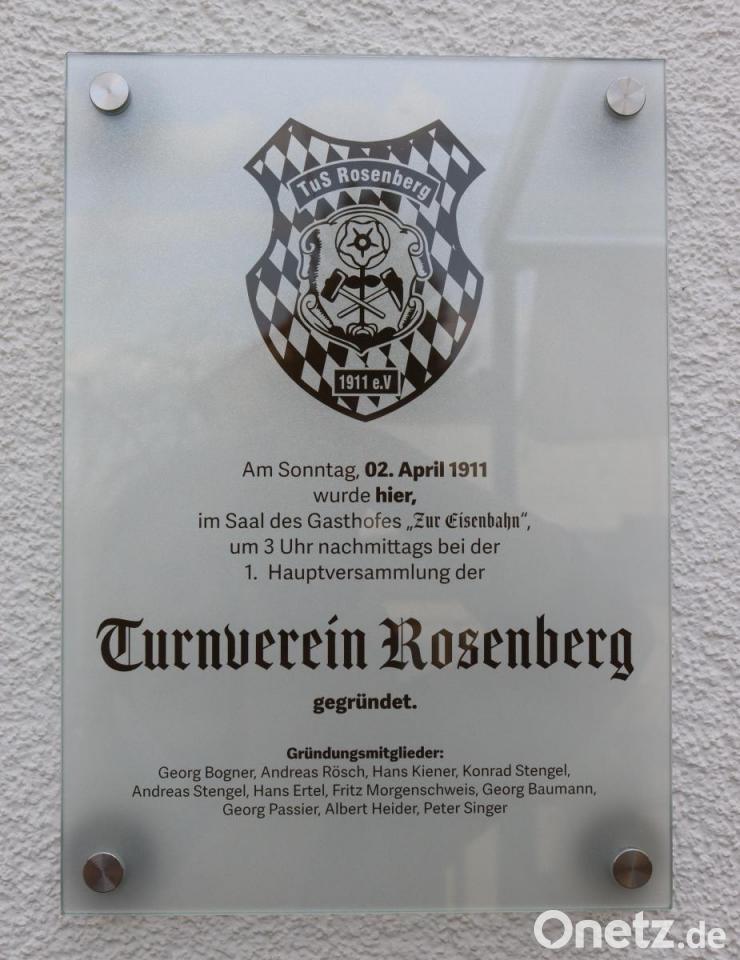 TuS Rosenberg
1911 e.V
Am Sonntag, 02. April 1911
wurde hier,
im Saal des Gasthofes „Zur Eisenbahn“,
um 3 Uhr nachmittags bei der
1. Hauptversammlung der
Turnverein Rosenberg
gegründet.
Gründungsmitglieder:
Georg Bogner, Andreas Rösch, Hans Kiener, Konrad Stengel,
Andreas Stengel, Hans Ertel, Fritz Morgenschweis, Georg Baumann,
Georg Passier, Albert Heider, Peter Singer
Onetz.de